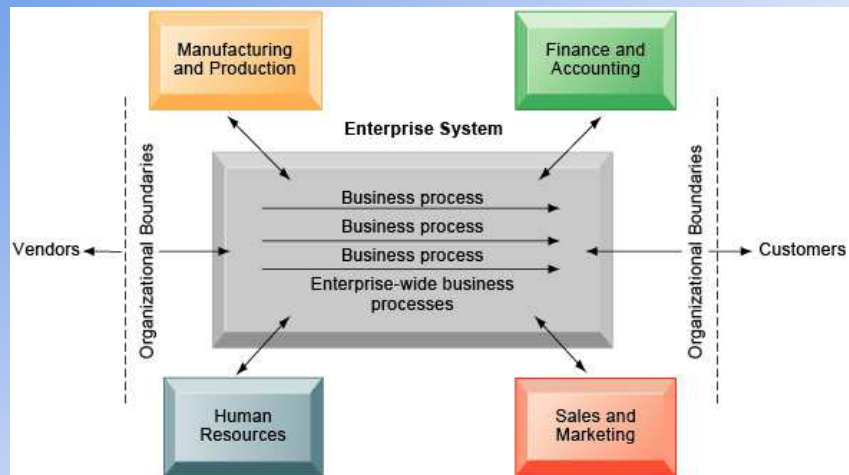 Manufacturing
and Production
Finance and
Accounting
Enterprise System
Organizational Boundaries
Business process
Business process
Business process
Enterprise-wide business
processes
Vendors
Organizational Boundaries
Customers
Human
Resources
Sales and
Marketing